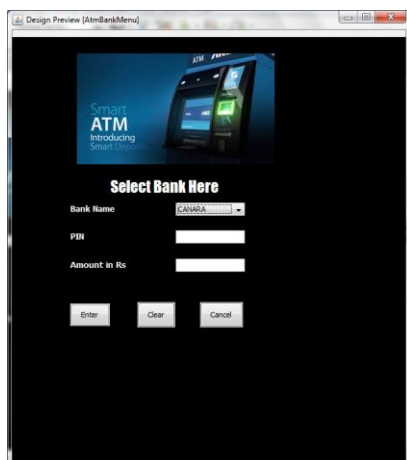 Design Preview [AtmBankMenu]
ATM
Smart
ATM
Introducing
Smart Deposit
Select Bank Here
Bank Name
CANARA
PIN
Amount in Rs
Enter Clear Cancel